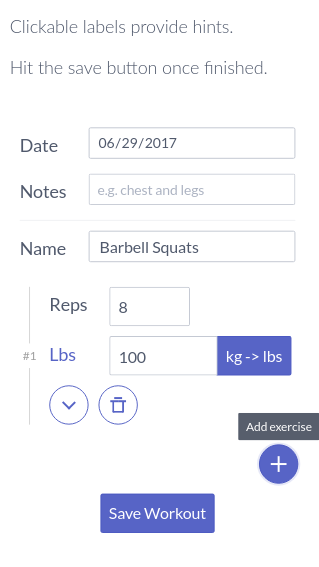 Clickable labels provide hints.
Hit the save button once finished.
Date 06/29/2017
Notes e.g. chest and legs
Name Barbell Squats
Reps 8
#1 Lbs 100 kg -> lbs
Add exercise
+
Save Workout